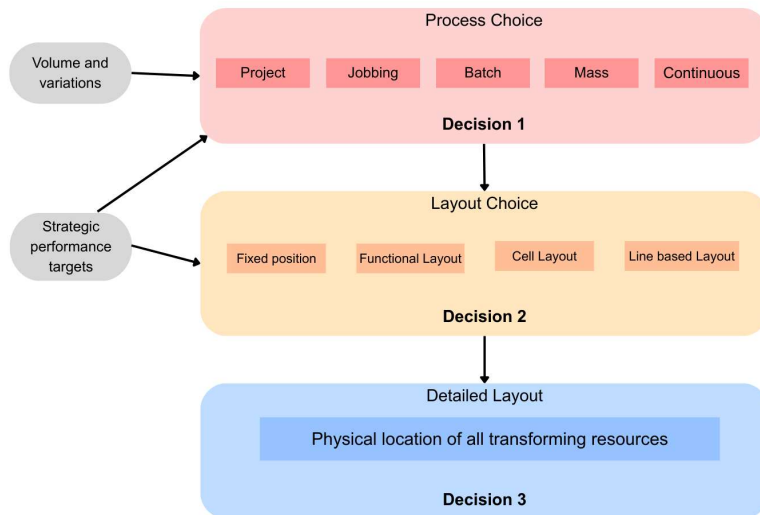 Process Choice
Volume and
variations
Project
Jobbing
Batch
Mass
Continuous
Decision 1
Strategic
performance
targets
Layout Choice
Fixed position
Functional Layout
Cell Layout
Line based Layout
Decision 2
Detailed Layout
Physical location of all transforming resources
Decision 3